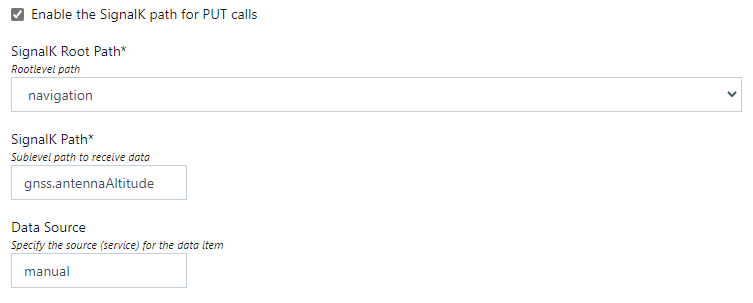 Enable the SignalK path for PUT calls
SignalK Root Path*
Rootlevel path
navigation
SignalK Path*
Sublevel path to receive data
gnss.antennaAltitude
Data Source
Specify the source (service) for the data item
manual